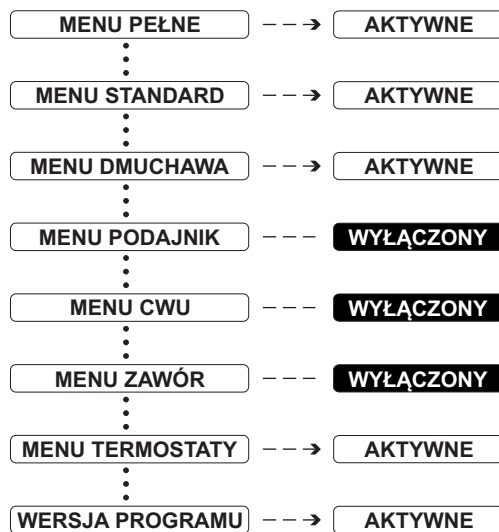 MENU PEŁNE AKTYWNE
MENU STANDARD AKTYWNE
MENU DMUCHAWA AKTYWNE
MENU PODAJNIK WYŁĄCZONY
MENU CWU WYŁĄCZONY
MENU ZAWÓR WYŁĄCZONY
MENU TERMOSTATY AKTYWNE
WERSJA PROGRAMU AKTYWNE